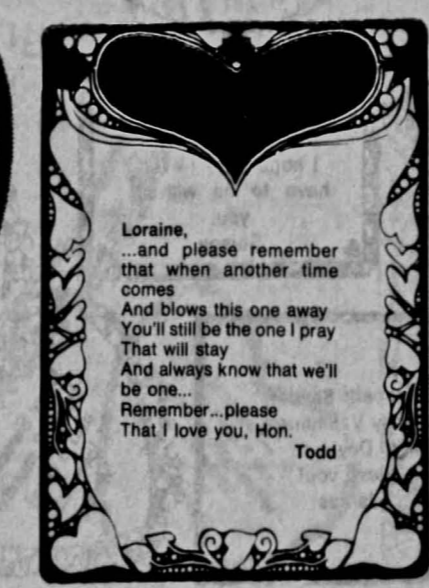 Loraine,
...and please remember
that when another time
comes
And blows this one away
You'll still be the one I pray
That will stay
And always know that we'll
be one...
Remember...please
That I love you, Hon.
Todd